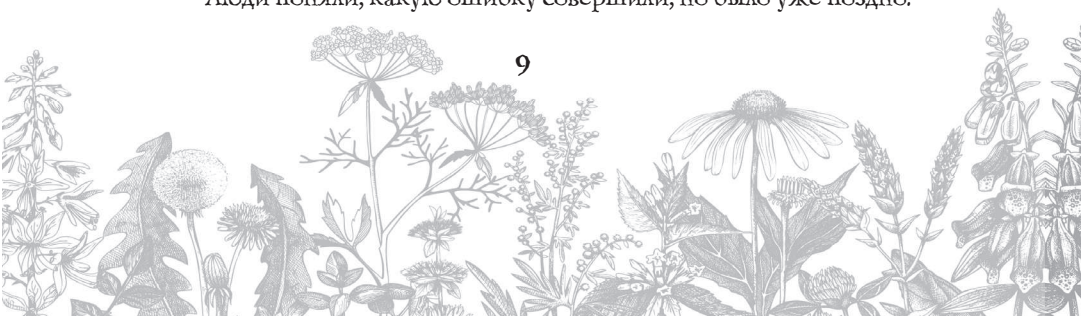 Люди поняли, какую ошибку совершили, но было уже поздно.
9